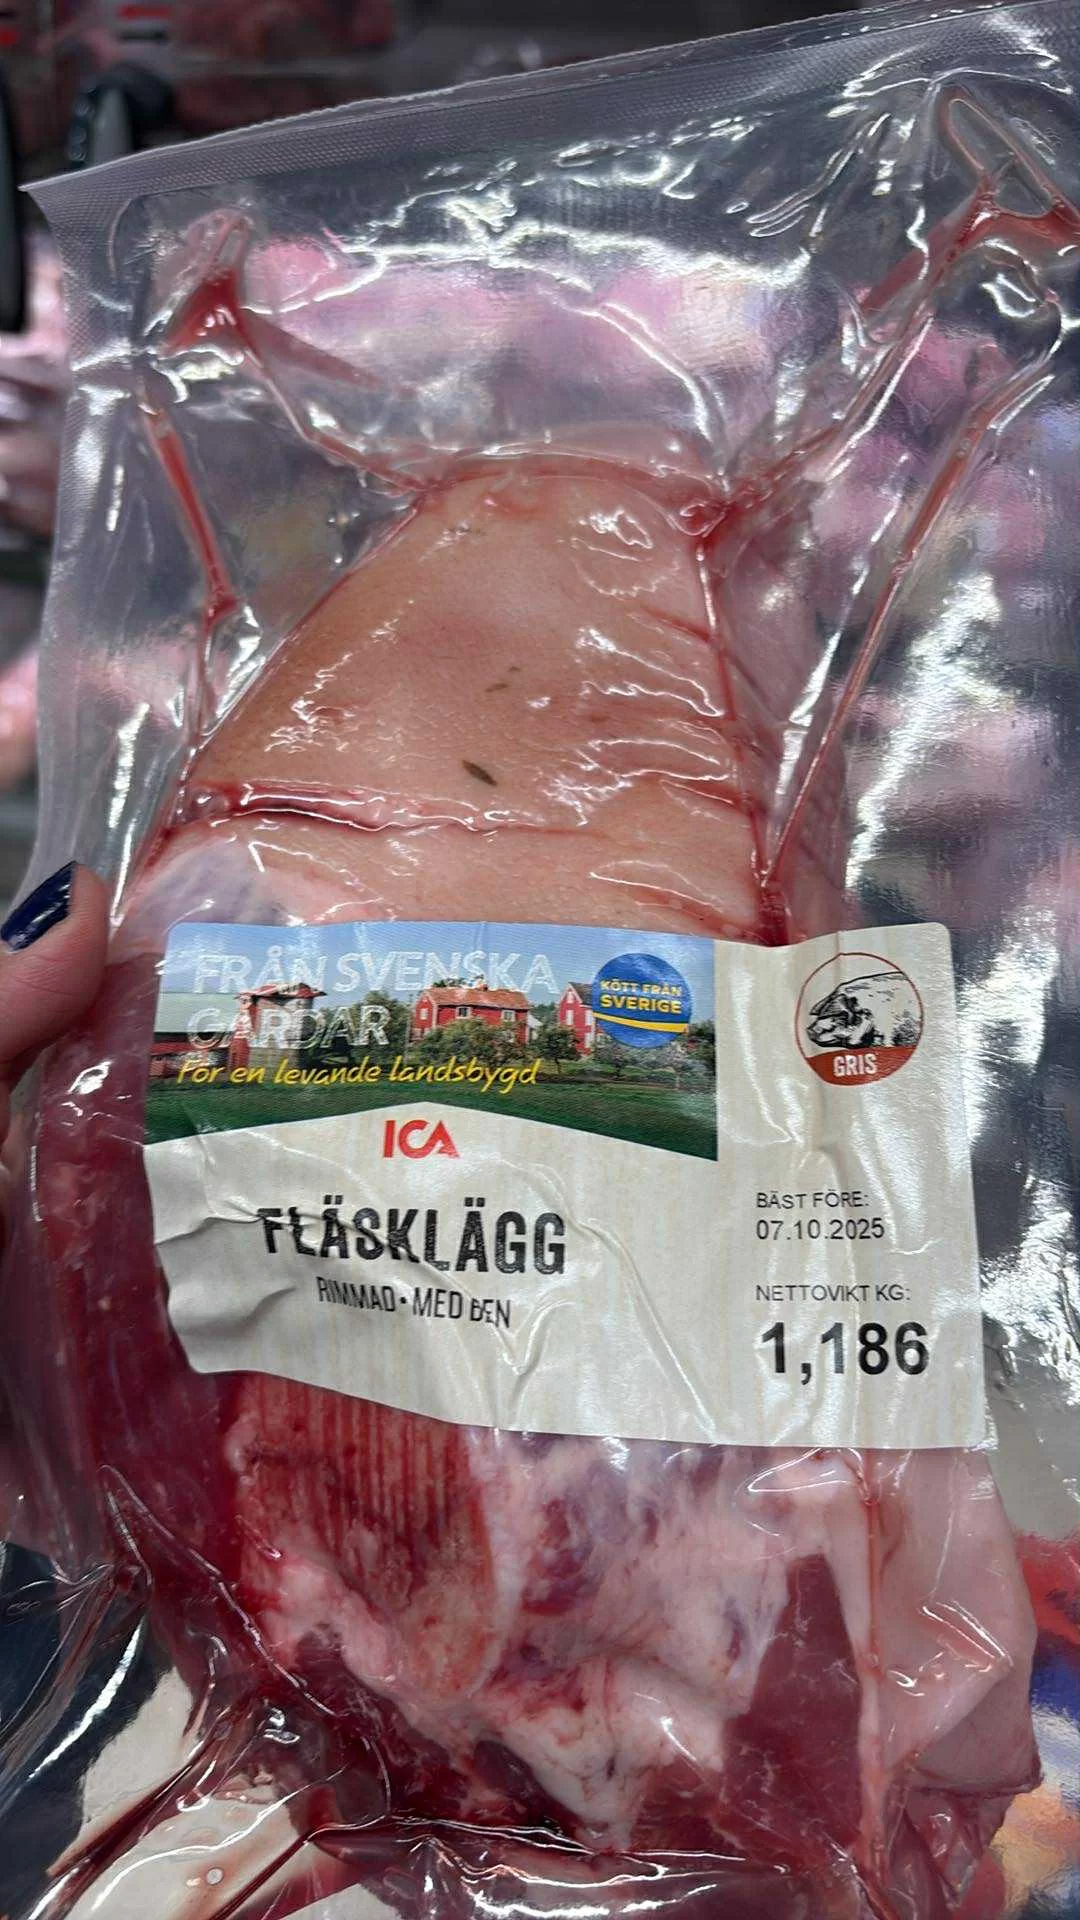 FRÅN SVENSKA
GÅRDAR
För en levande landsbygd
KÖTT FRÅN
SVERIGE
GRIS
ICA
FLÄSKLÄGG
RIMMAD • MED BEN
BÄST FÖRE:
07.10.2025
NETTOVIKT KG:
1,186